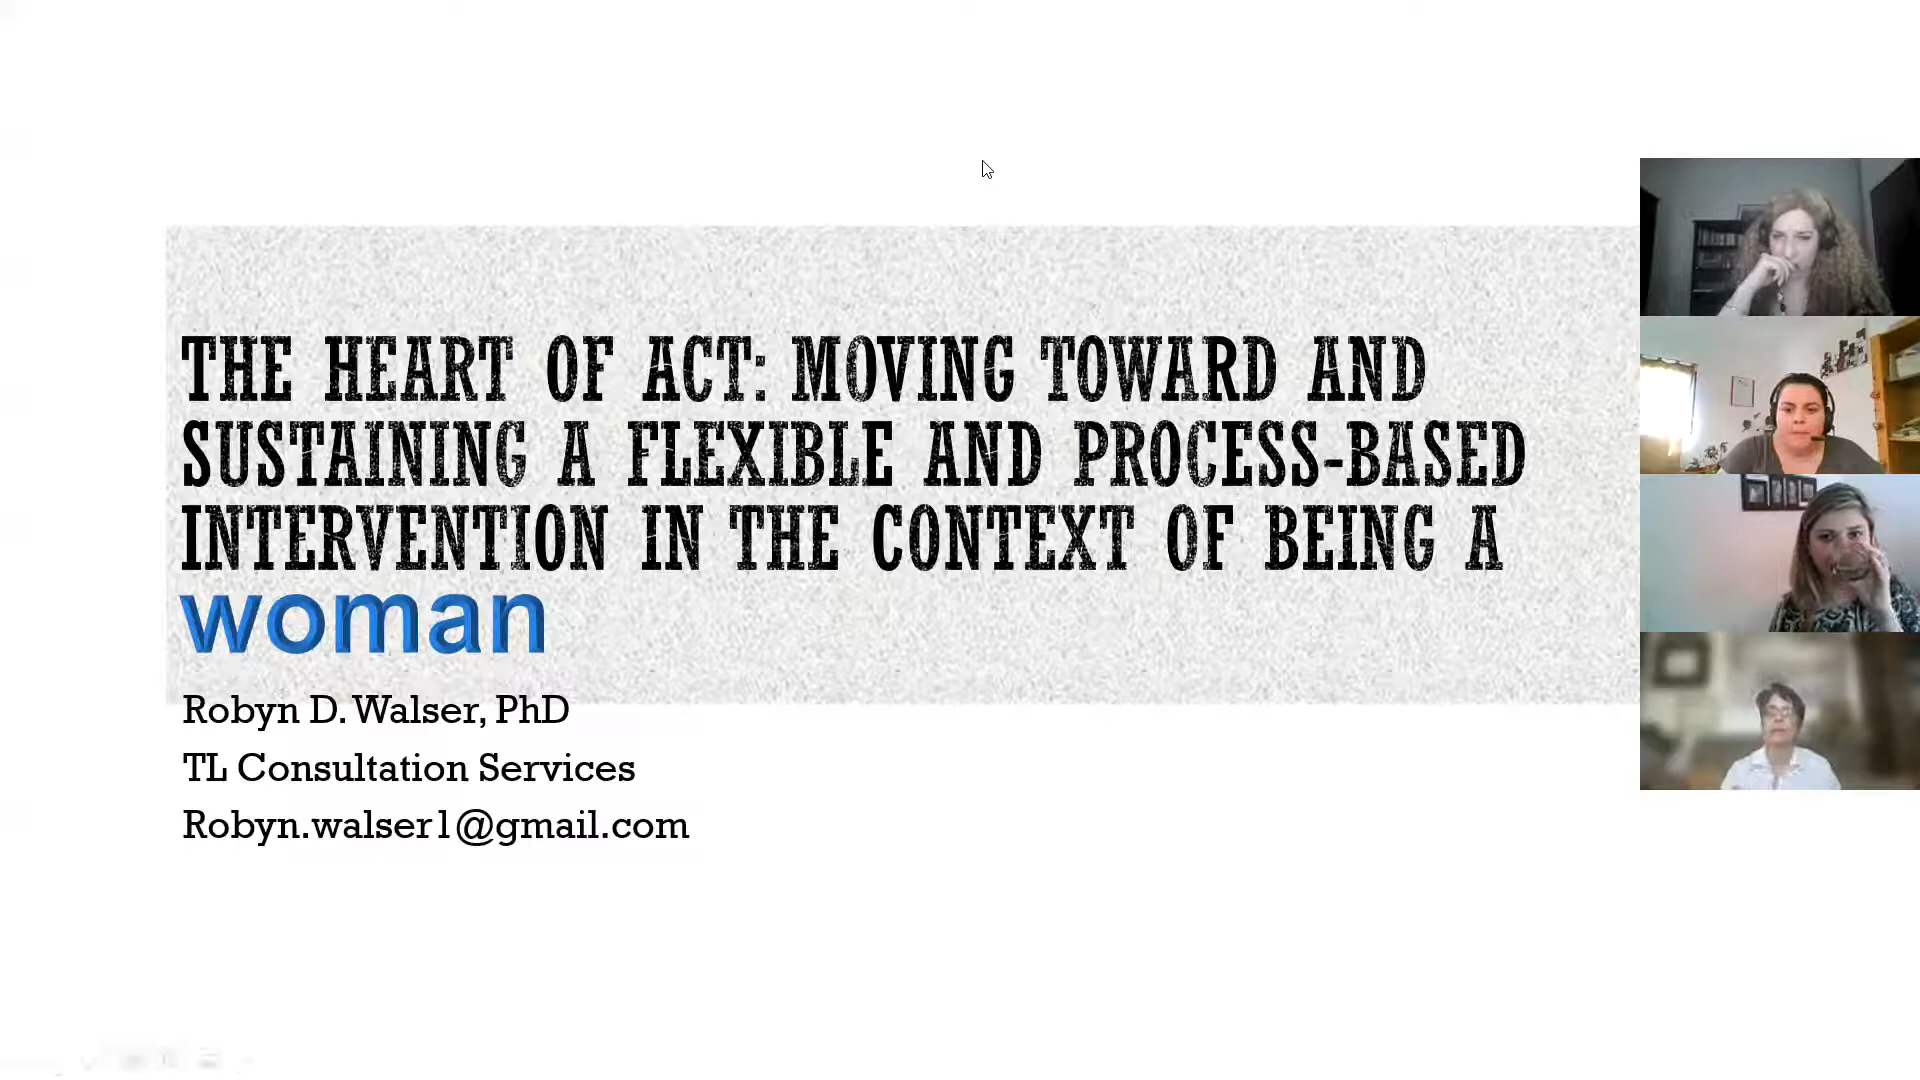 THE HEART OF ACT: MOVING TOWARD AND
SUSTAINING A FLEXIBLE AND PROCESS-BASED
INTERVENTION IN THE CONTEXT OF BEING A
woman
Robyn D. Walser, PhD
TL Consultation Services
Robyn.walser1@gmail.com